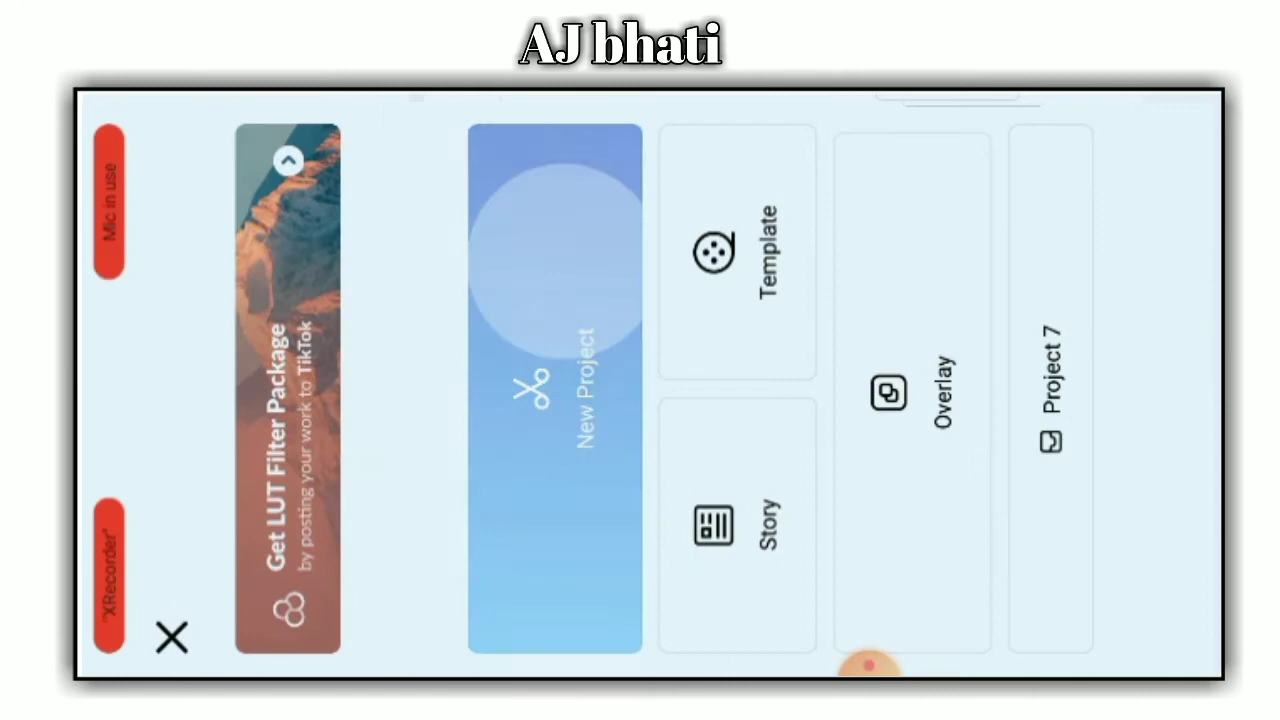 AJ bhati
"XRecorder"
Mic in use
Get LUT Filter Package
by posting your work to TikTok
New Project
Story
Template
Overlay
Project 7